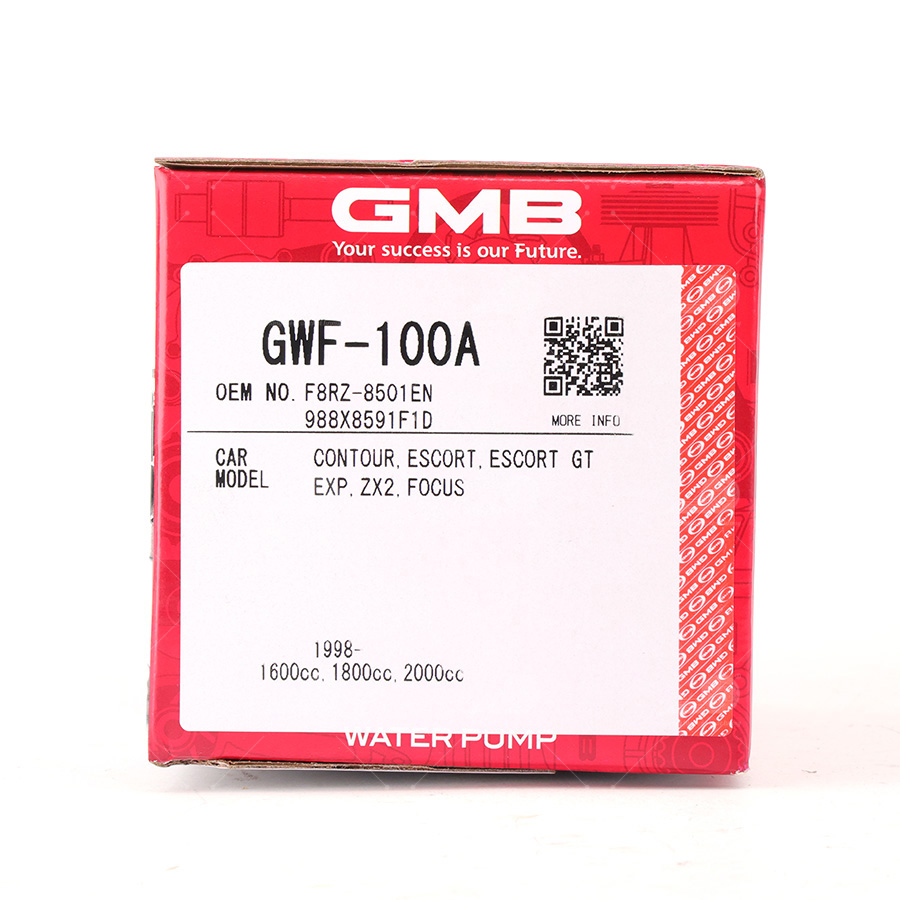 GMB
Your success is our Future.
GWF-100A
OEM NO. F8RZ-8501EN
988X8591F1D
MORE INFO
CAR MODEL CONTOUR, ESCORT, ESCORT GT
EXP, ZX2, FOCUS
1998-
1600cc, 1800cc, 2000cc
WATER PUMP